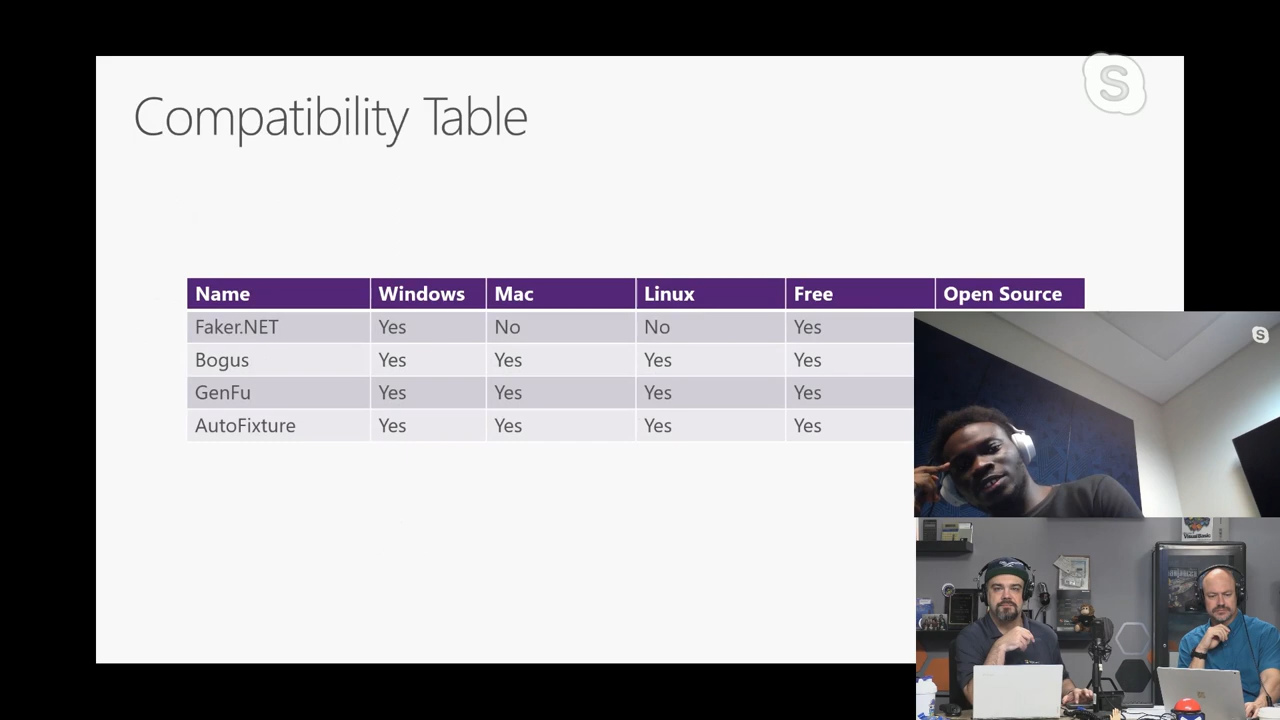 Compatibility Table
Name Windows Mac Linux Free Open Source
Faker.NET Yes No No Yes
Bogus Yes Yes Yes Yes
GenFu Yes Yes Yes Yes
AutoFixture Yes Yes Yes Yes